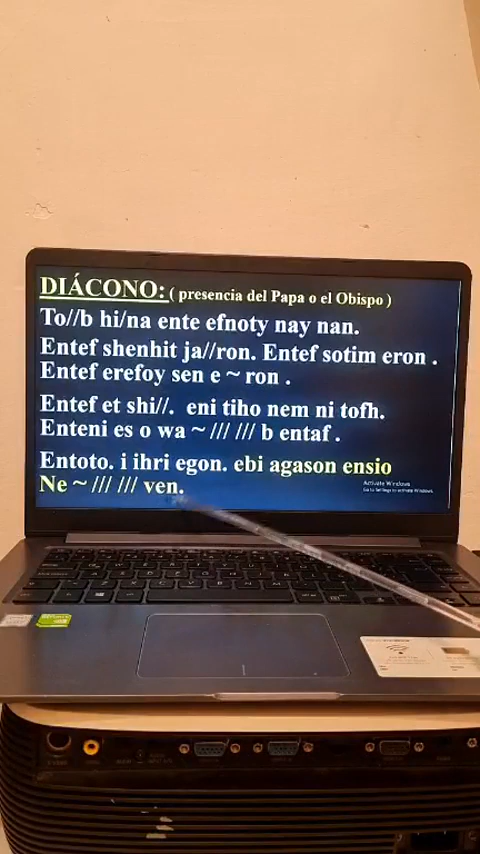 DIÁCONO: ( presencia del Papa o el Obispo )
To//b hi/na ente efnoty nay nan.
Entef shenhit ja//ron. Entef sotim eron .
Entef erefoy sen e ~ ron .
Entef et shi//. eni tiho nem ni tofh.
Enteni es o wa ~ /// /// b entaf .
Entoto. i ihri egon. ebi agason ensio
Ne ~ /// /// ven.
Activate Windows
Go to Settings to activate Windows.